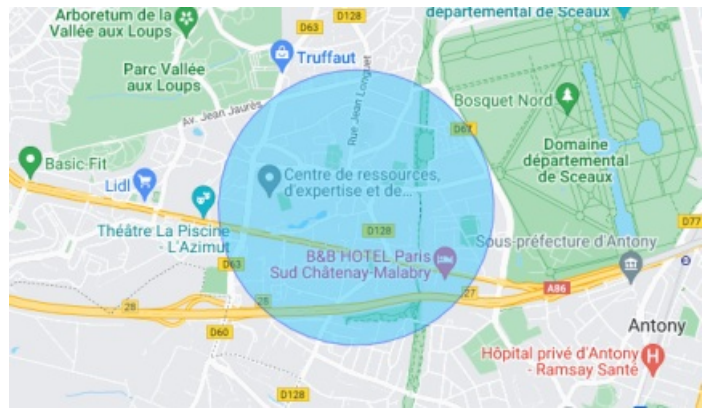 Arboretum de la
Vallée aux Loups
D63
D128
départemental de Sceaux
Truffaut
Parc Vallée
aux Loups
Av. Jean Jaurès
Rue Jean Longuet
Bosquet Nord
D67
Domaine
départemental
de Sceaux
Basic-Fit
Lidl
Centre de ressources,
d'expertise et de...
Théâtre La Piscine
- L'Azimut
D128
D77
Sous-préfecture d'Antony
B&B HOTEL Paris
Sud Châtenay-Malabry
D63
A86
27
28
28
D60
Antony
Hôpital privé d'Antony
- Ramsay Santé
D128